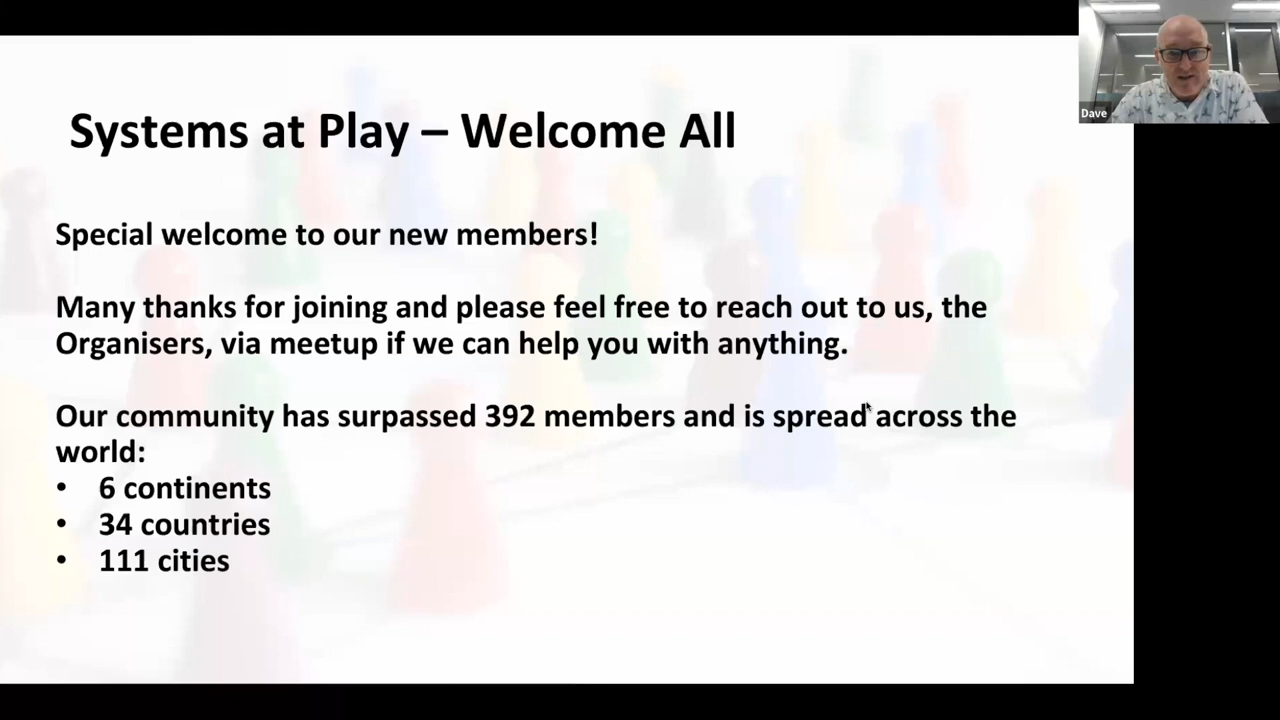 Systems at Play – Welcome All
Special welcome to our new members!
Many thanks for joining and please feel free to reach out to us, the
Organisers, via meetup if we can help you with anything.
Our community has surpassed 392 members and is spread across the
world:
• 6 continents
• 34 countries
• 111 cities
Dave